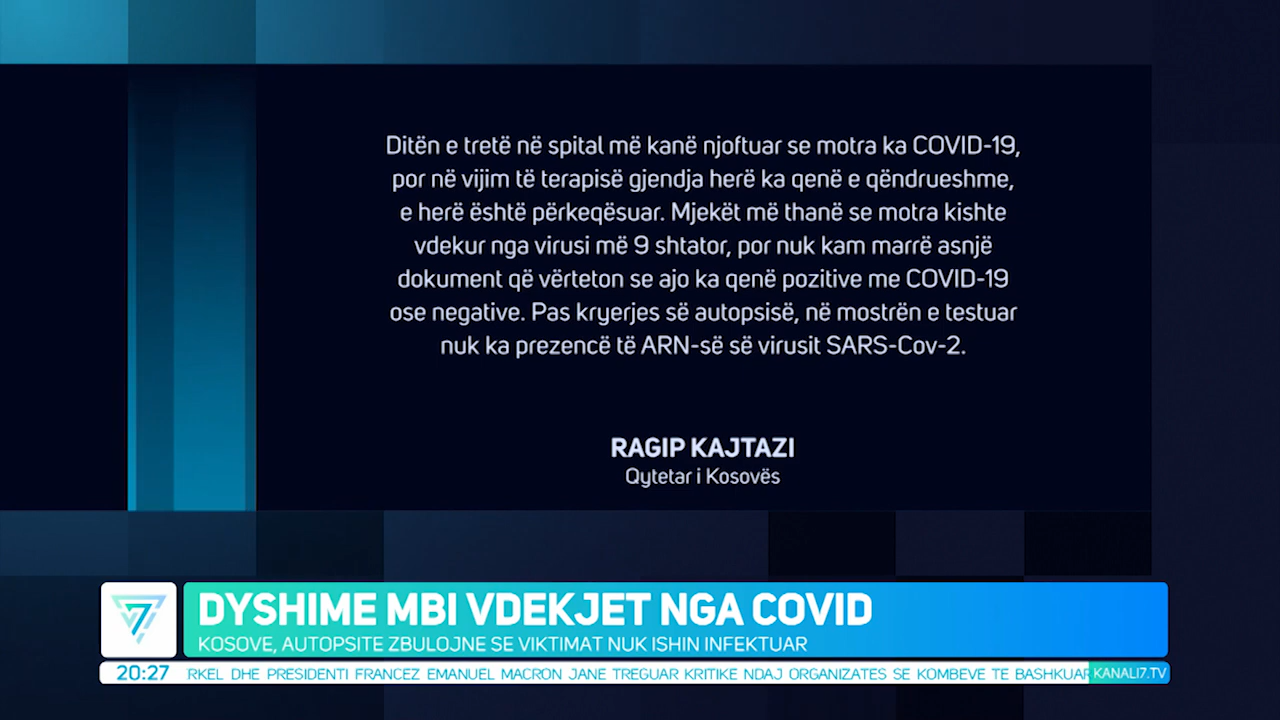 Ditën e tretë në spital më kanë njoftuar se motra ka COVID-19,
por në vijim të terapisë gjendja herë ka qenë e qëndrueshme,
e herë është përkeqësuar. Mjekët më thanë se motra kishte
vdekur nga virusi më 9 shtator, por nuk kam marrë asnjë
dokument që vërteton se ajo ka qenë pozitive me COVID-19
ose negative. Pas kryerjes së autopsisë, në mostrën e testuar
nuk ka prezencë të ARN-së së virusit SARS-Cov-2.
RAGIP KAJTAZI
Qytetar i Kosovës
7
DYSHIME MBI VDEKJET NGA COVID
KOSOVE, AUTOPSITE ZBULOJNE SE VIKTIMAT NUK ISHIN INFEKTUAR
20:27 RKEL DHE PRESIDENTI FRANCEZ EMANUEL MACRON JANE TREGUAR KRITIKE NDAJ ORGANIZATES SE KOMBEVE TE BASHKUAR KANALI7.TV